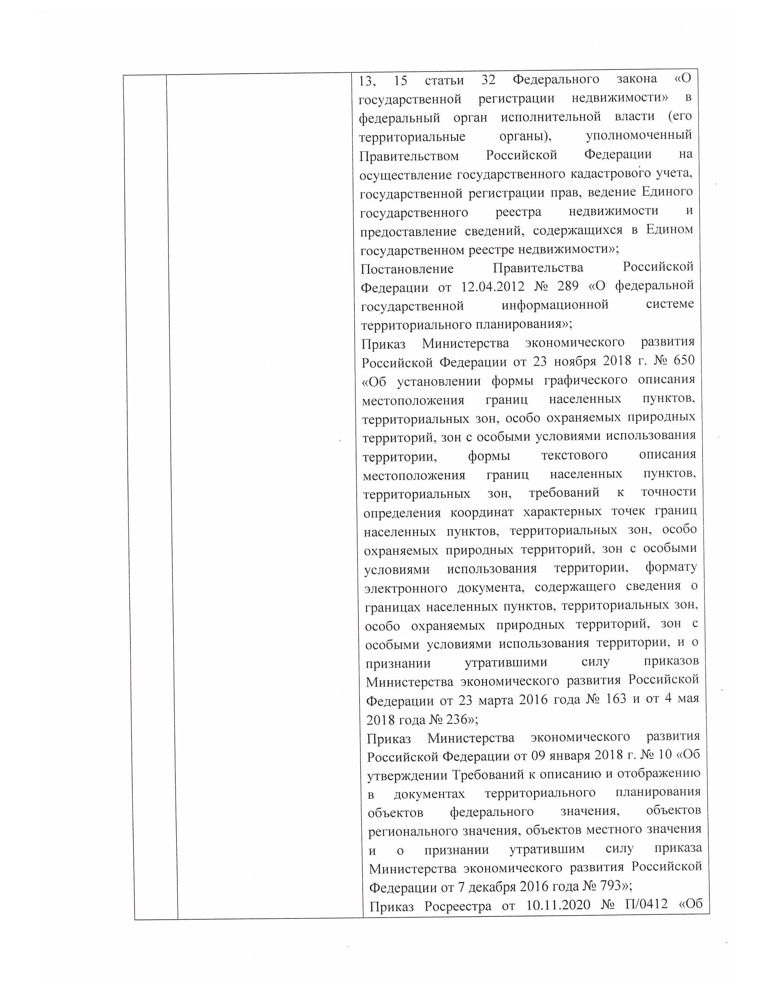 13, 15 статьи 32 Федерального закона «О
государственной регистрации недвижимости» в
федеральный орган исполнительной власти (его
территориальные органы), уполномоченный
Правительством Российской Федерации на
осуществление государственного кадастрового учета,
государственной регистрации прав, ведение Единого
государственного реестра недвижимости и
предоставление сведений, содержащихся в Едином
государственном реестре недвижимости»;
Постановление Правительства Российской
Федерации от 12.04.2012 № 289 «О федеральной
государственной информационной системе
территориального планирования»;
Приказ Министерства экономического развития
Российской Федерации от 23 ноября 2018 г. № 650
«Об установлении формы графического описания
местоположения границ населенных пунктов,
территориальных зон, особо охраняемых природных
территорий, зон с особыми условиями использования
территории, формы текстового описания
местоположения границ населенных пунктов,
территориальных зон, требований к точности
определения координат характерных точек границ
населенных пунктов, территориальных зон, особо
охраняемых природных территорий, зон с особыми
условиями использования территории, формату
электронного документа, содержащего сведения о
границах населенных пунктов, территориальных зон,
особо охраняемых природных территорий, зон с
особыми условиями использования территории, и о
признании утратившими силу приказов
Министерства экономического развития Российской
Федерации от 23 марта 2016 года № 163 и от 4 мая
2018 года № 236»;
Приказ Министерства экономического развития
Российской Федерации от 09 января 2018 г. № 10 «Об
утверждении Требований к описанию и отображению
в документах территориального планирования
объектов федерального значения, объектов
регионального значения, объектов местного значения
и о признании утратившим силу приказа
Министерства экономического развития Российской
Федерации от 7 декабря 2016 года № 793»;
Приказ Росреестра от 10.11.2020 № П/0412 «Об